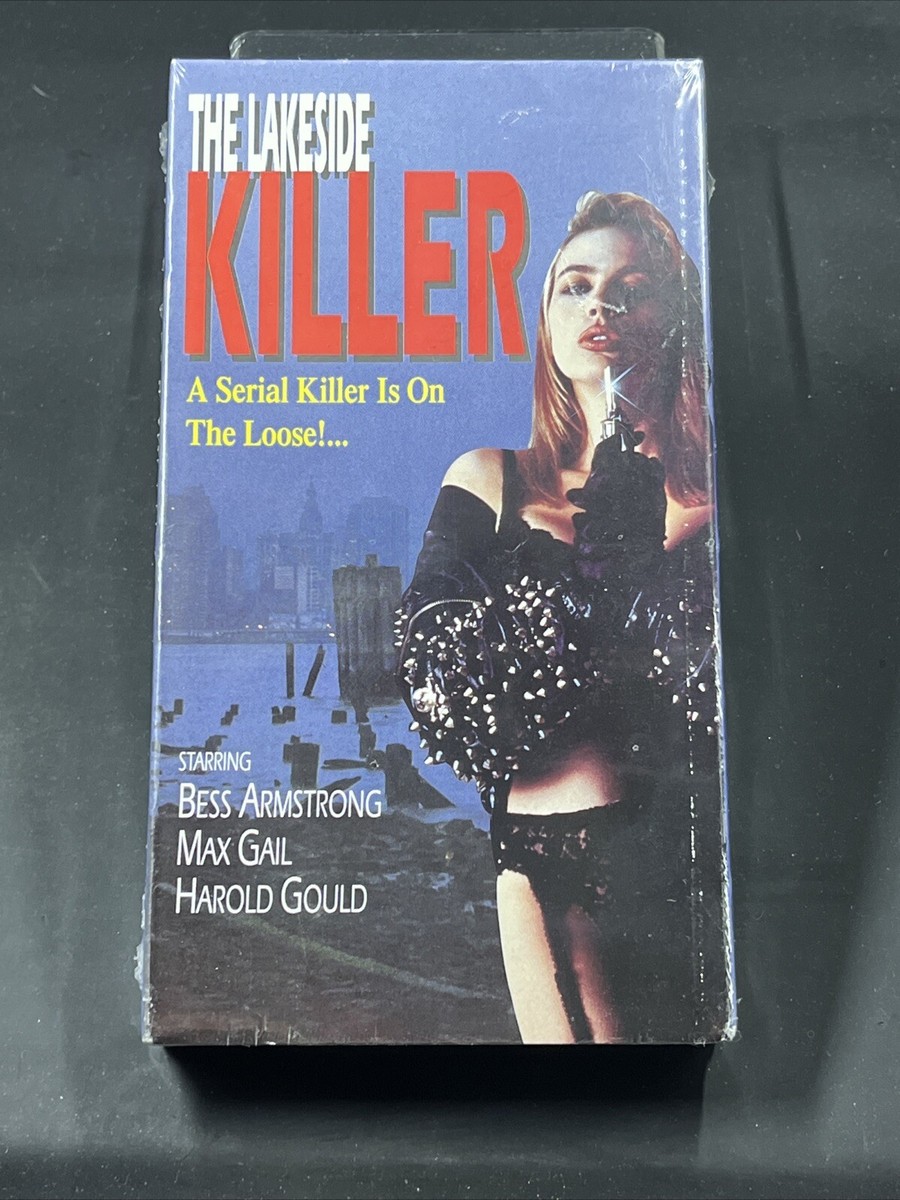 THE LAKESIDE
KILLER
A Serial Killer Is On
The Loose!...
STARRING
BESS ARMSTRONG
MAX GAIL
HAROLD GOULD